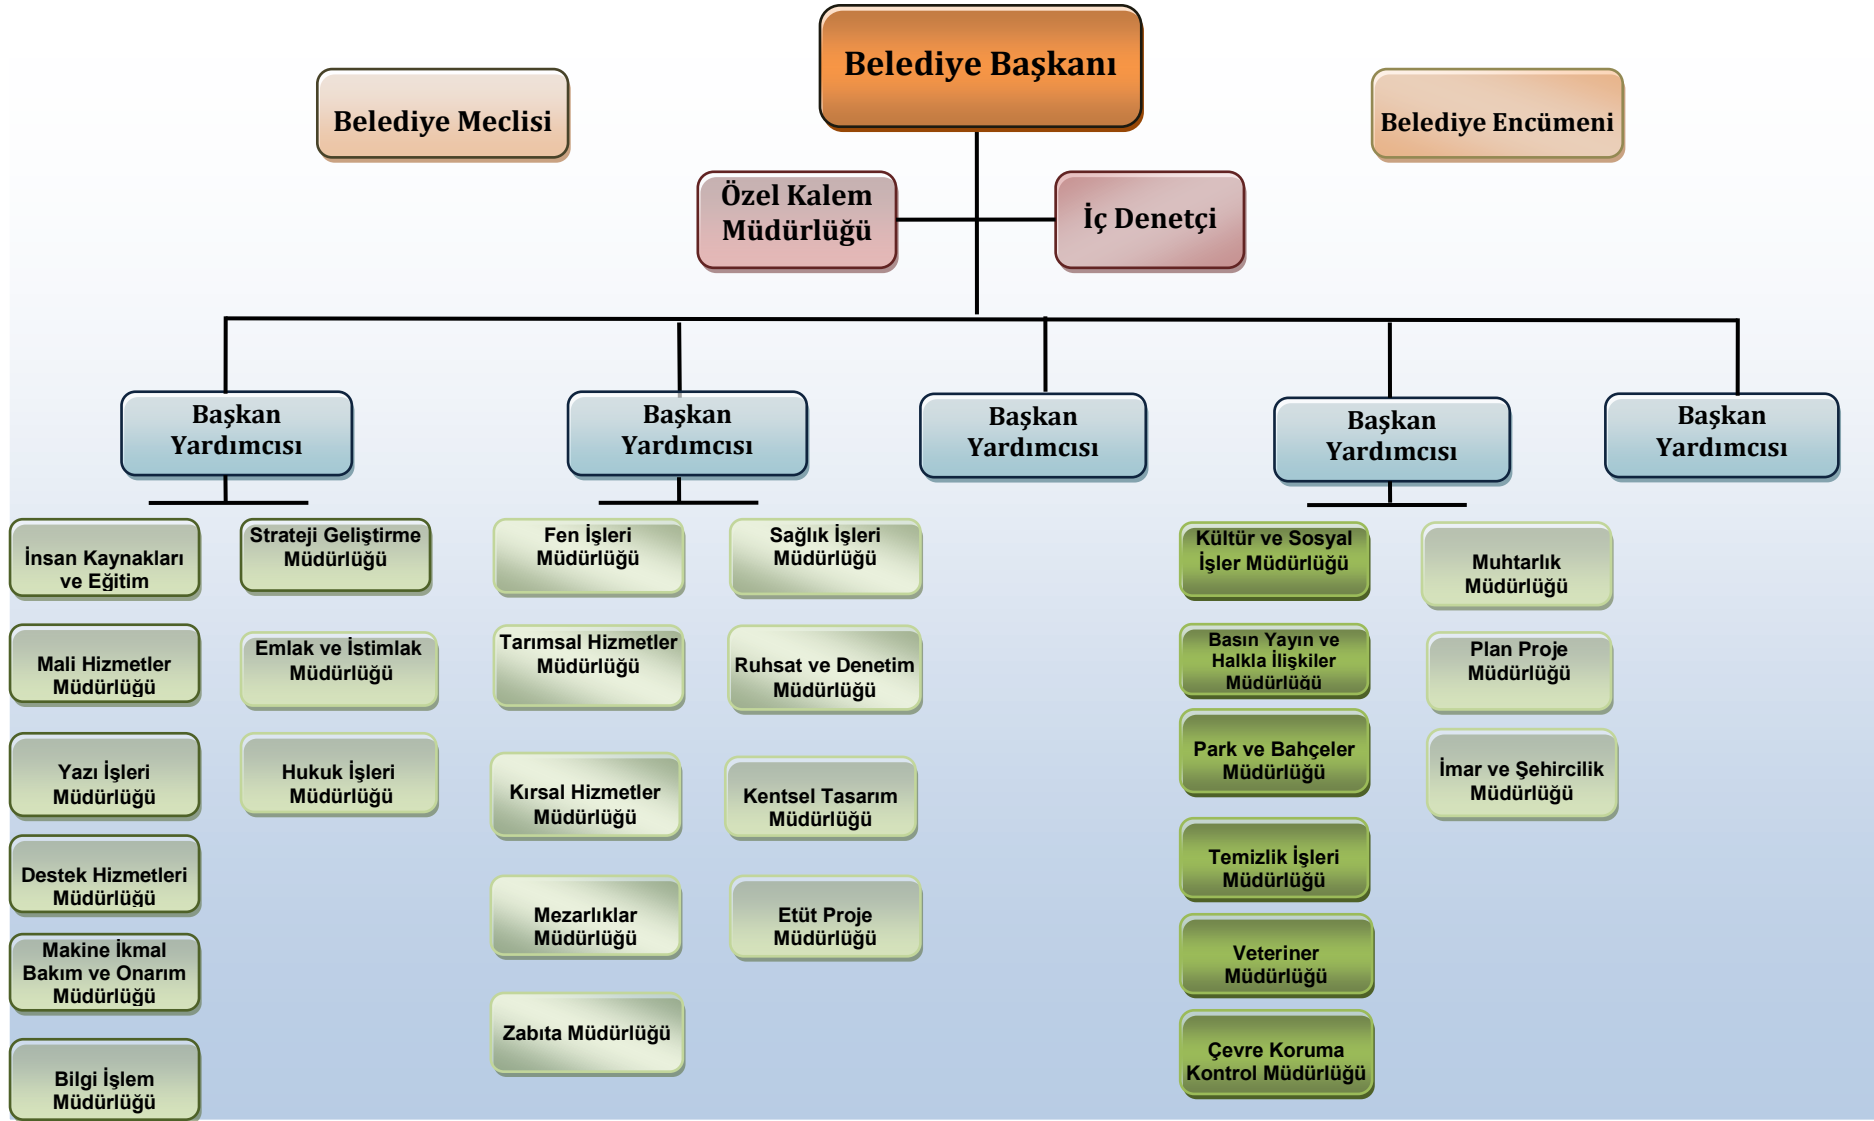 Belediye Başkanı
Belediye Meclisi
Belediye Encümeni
Özel Kalem
Müdürlüğü
İç Denetçi
Başkan
Yardımcısı
Başkan
Yardımcısı
Başkan
Yardımcısı
Başkan
Yardımcısı
Başkan
Yardımcısı
İnsan Kaynakları
ve Eğitim
Mali Hizmetler
Müdürlüğü
Yazı İşleri
Müdürlüğü
Destek Hizmetleri
Müdürlüğü
Makine İkmal
Bakım ve Onarım
Müdürlüğü
Bilgi İşlem
Müdürlüğü
Strateji Geliştirme
Müdürlüğü
Emlak ve İstimlak
Müdürlüğü
Hukuk İşleri
Müdürlüğü
Fen İşleri
Müdürlüğü
Tarımsal Hizmetler
Müdürlüğü
Kırsal Hizmetler
Müdürlüğü
Mezarlıklar
Müdürlüğü
Zabıta Müdürlüğü
Sağlık İşleri
Müdürlüğü
Ruhsat ve Denetim
Müdürlüğü
Kentsel Tasarım
Müdürlüğü
Etüt Proje
Müdürlüğü
Kültür ve Sosyal
İşler Müdürlüğü
Basın Yayın ve
Halkla İlişkiler
Müdürlüğü
Park ve Bahçeler
Müdürlüğü
Temizlik İşleri
Müdürlüğü
Veteriner
Müdürlüğü
Çevre Koruma
Kontrol Müdürlüğü
Muhtarlık
Müdürlüğü
Plan Proje
Müdürlüğü
İmar ve Şehircilik
Müdürlüğü